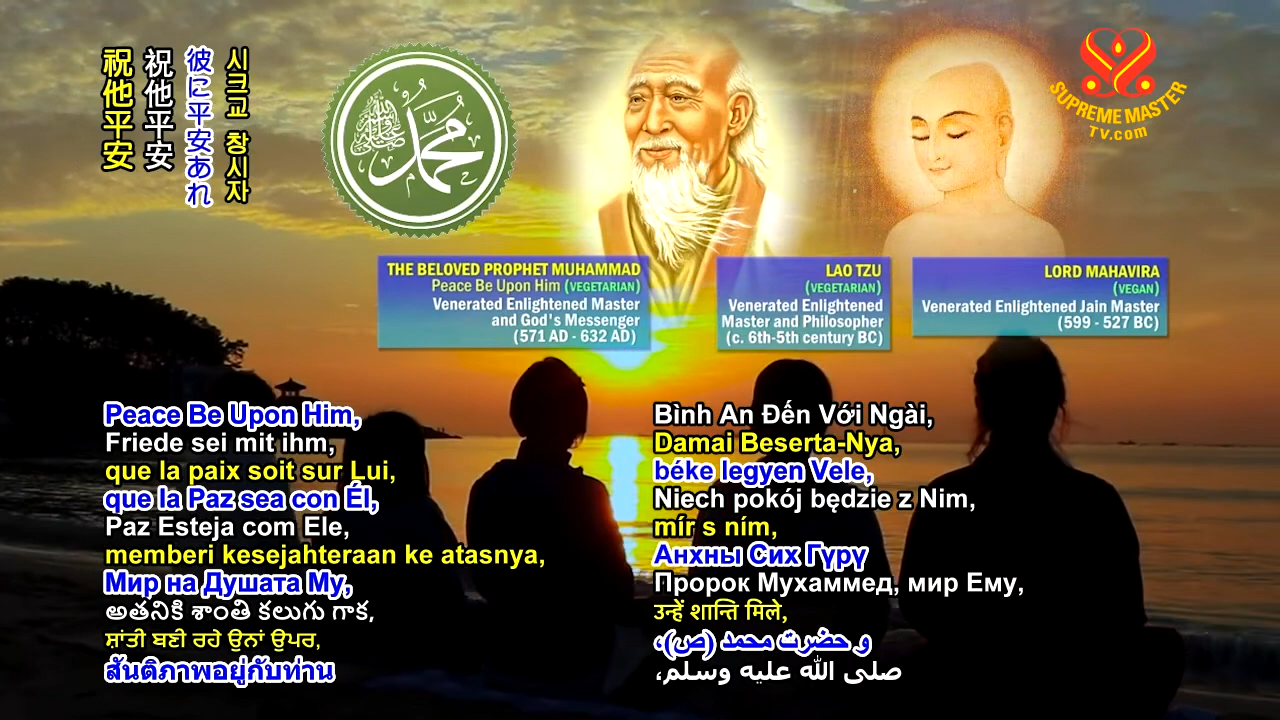 祝他平安
祝他平安
彼に平安あれ
시크교 창시자
محمد
صلى الله عليه وسلم
SUPREME MASTER
TV.com
THE BELOVED PROPHET MUHAMMAD
Peace Be Upon Him (VEGETARIAN)
Venerated Enlightened Master
and God's Messenger
(571 AD - 632 AD)
LAO TZU
(VEGETARIAN)
Venerated Enlightened
Master and Philosopher
(c. 6th-5th century BC)
LORD MAHAVIRA
(VEGAN)
Venerated Enlightened Jain Master
(599 - 527 BC)
Peace Be Upon Him,
Friede sei mit ihm,
que la paix soit sur Lui,
que la Paz sea con Él,
Paz Esteja com Ele,
memberi kesejahteraan ke atasnya,
Мир на Душата Му,
అతనికి శాంతి కలుగు గాక,
ਸ਼ਾਂਤੀ ਬਣੀ ਰਹੇ ਉਨਾਂ ਉਪਰ,
สันติภาพอยู่กับท่าน
Bình An Đến Với Ngài,
Damai Beserta-Nya,
béke legyen Vele,
Niech pokój będzie z Nim,
mír s ním,
Анхны Сих Гүрү
Пророк Мухаммед, мир Ему,
उन्हें शान्ति मिले,
و حضرت محمد (ص)،
صلى الله عليه وسلم،